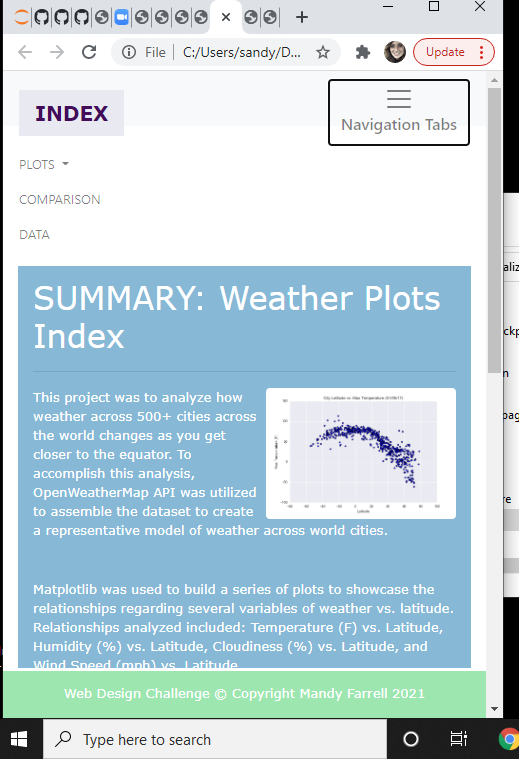 File
C:/Users/sandy/D...
Update
INDEX
Navigation Tabs
PLOTS
COMPARISON
DATA
SUMMARY: Weather Plots
Index
This project was to analyze how
weather across 500+ cities across
the world changes as you get
closer to the equator. To
accomplish this analysis,
OpenWeatherMap API was utilized
to assemble the dataset to create
a representative model of weather across world cities.
City Latitude vs. Max Temperature
Latitude
Matplotlib was used to build a series of plots to showcase the
relationships regarding several variables of weather vs. latitude.
Relationships analyzed included: Temperature (F) vs. Latitude,
Humidity (%) vs. Latitude, Cloudiness (%) vs. Latitude, and
Wind Speed (mph) vs. Latitude
Web Design Challenge © Copyright Mandy Farrell 2021
Type here to search